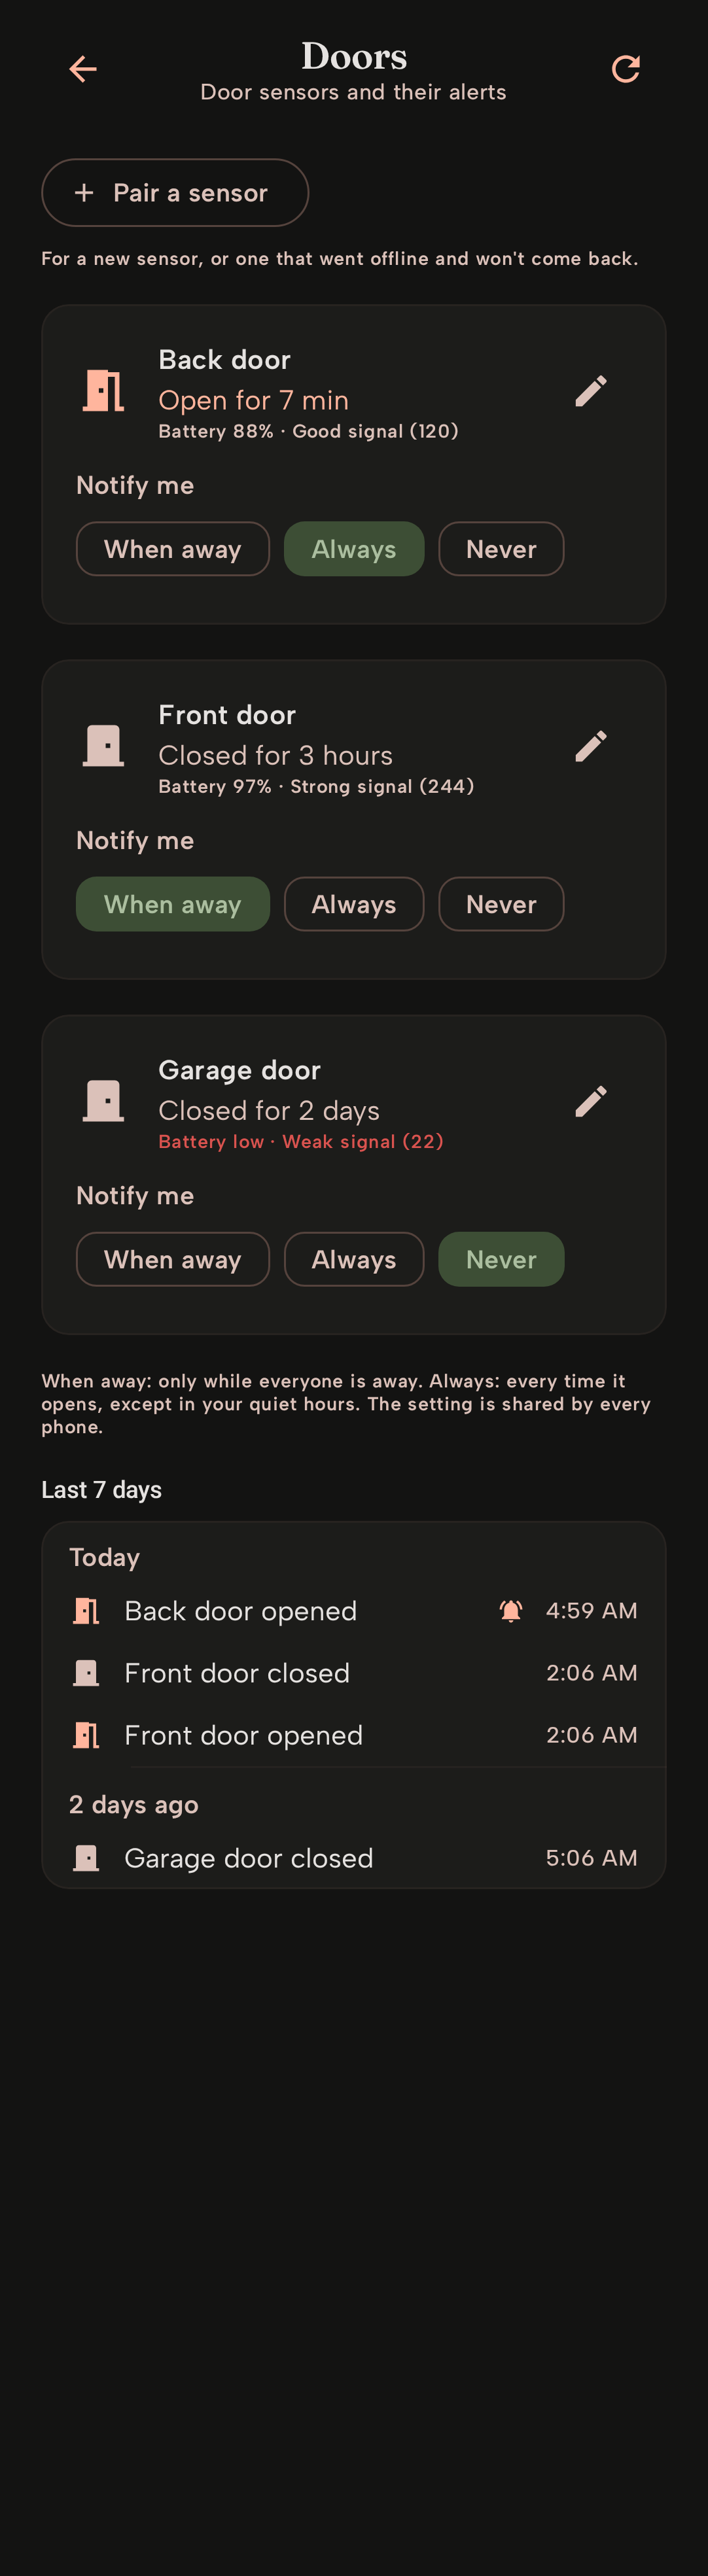 Doors
Door sensors and their alerts
+ Pair a sensor
For a new sensor, or one that went offline and won't come back.
Back door
Open for 7 min
Battery 88% · Good signal (120)
Notify me
When away
Always
Never
Front door
Closed for 3 hours
Battery 97% · Strong signal (244)
Notify me
When away
Always
Never
Garage door
Closed for 2 days
Battery low · Weak signal (22)
Notify me
When away
Always
Never
When away: only while everyone is away. Always: every time it
opens, except in your quiet hours. The setting is shared by every
phone.
Last 7 days
Today
Back door opened 4:59 AM
Front door closed 2:06 AM
Front door opened 2:06 AM
2 days ago
Garage door closed 5:06 AM